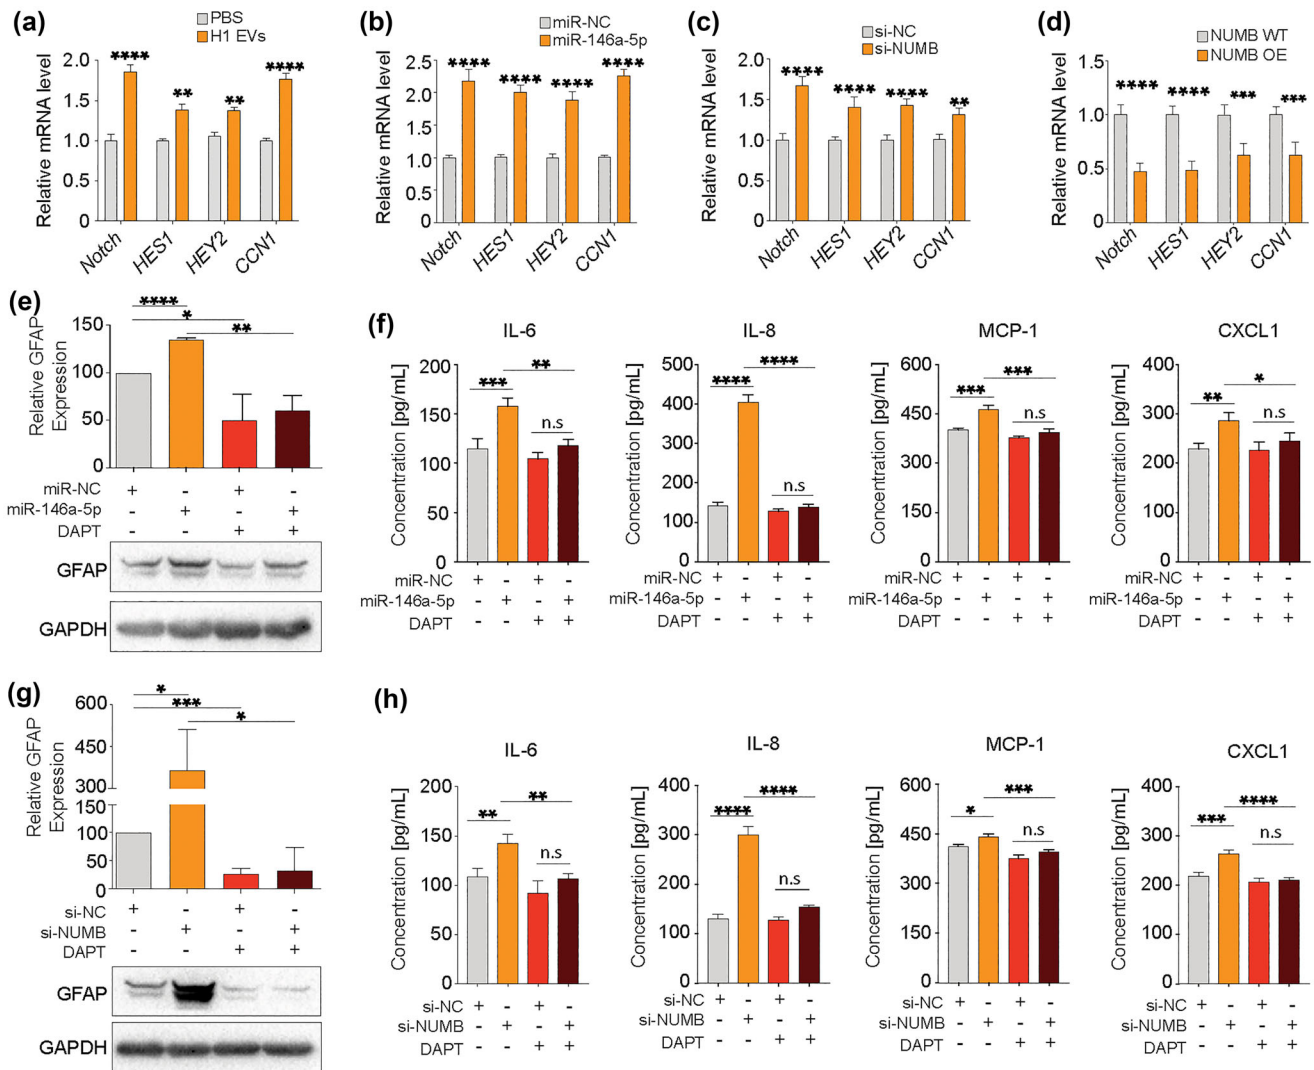 (a)
PBS
H1 EVs
Relative mRNA level
2.0
1.5
1.0
0.5
0
**** ** ** ****
Notch HES1 HEY2 CCN1
(b)
miR-NC
miR-146a-5p
Relative mRNA level
2.5
2.0
1.5
1.0
0.5
0
**** **** **** ****
Notch HES1 HEY2 CCN1
(c)
si-NC
si-NUMB
Relative mRNA level
2.0
1.5
1.0
0.5
0
**** **** **** **
Notch HES1 HEY2 CCN1
(d)
NUMB WT
NUMB OE
Relative mRNA level
1.5
1.0
0.5
0
**** **** *** ***
Notch HES1 HEY2 CCN1
(e)
Relative GFAP
Expression
150
100
50
0
****
*
**
miR-NC + - + -
miR-146a-5p - + - +
DAPT - - + +
GFAP
GAPDH
(f)
IL-6
Concentration [pg/mL]
200
150
100
50
0
*** **
n.s
miR-NC + - + -
miR-146a-5p - + - +
DAPT - - + +
IL-8
Concentration [pg/mL]
500
400
300
200
100
0
**** ****
n.s
miR-NC + - + -
miR-146a-5p - + - +
DAPT - - + +
MCP-1
Concentration [pg/mL]
600
450
300
150
0
*** ***
n.s
miR-NC + - + -
miR-146a-5p - + - +
DAPT - - + +
CXCL1
Concentration [pg/mL]
400
300
200
100
0
** *
n.s
miR-NC + - + -
miR-146a-5p - + - +
DAPT - - + +
(g)
Relative GFAP
Expression
600
450
300
150
100
50
0
*
***
*
si-NC + - + -
si-NUMB - + - +
DAPT - - + +
GFAP
GAPDH
(h)
IL-6
Concentration [pg/mL]
200
150
100
50
0
** **
n.s
si-NC + - + -
si-NUMB - + - +
DAPT - - + +
IL-8
Concentration [pg/mL]
400
300
200
100
0
**** ****
n.s
si-NC + - + -
si-NUMB - + - +
DAPT - - + +
MCP-1
Concentration [pg/mL]
600
450
300
150
0
* ***
n.s
si-NC + - + -
si-NUMB - + - +
DAPT - - + +
CXCL1
Concentration [pg/mL]
400
300
200
100
0
*** ****
n.s
si-NC + - + -
si-NUMB - + - +
DAPT - - + +